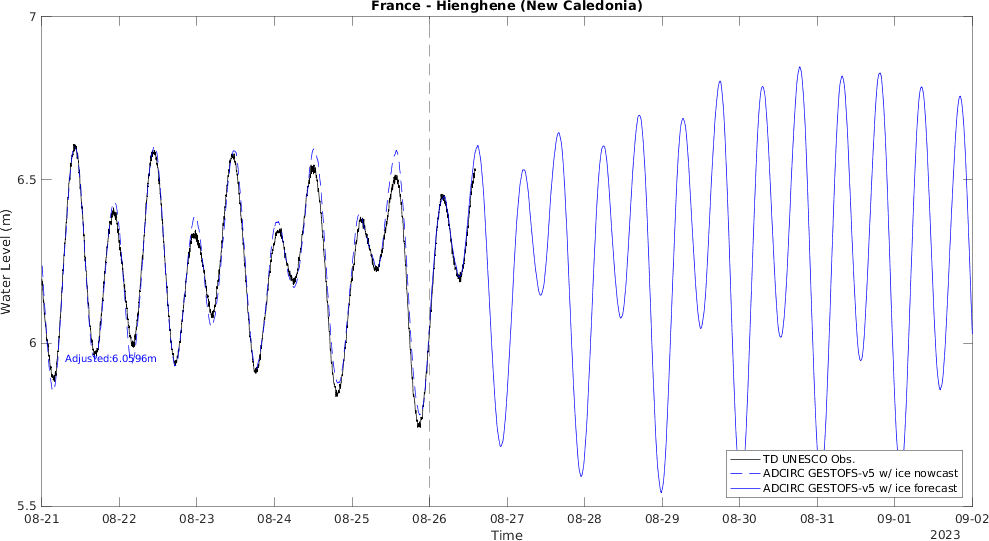 France - Hienghene (New Caledonia)
7
6.5
6
5.5
Water Level (m)
Adjusted:6.0596m
TD UNESCO Obs.
ADCIRC GESTOFS-v5 w/ ice nowcast
ADCIRC GESTOFS-v5 w/ ice forecast
08-21 08-22 08-23 08-24 08-25 08-26 08-27 08-28 08-29 08-30 08-31 09-01 09-02
Time
2023